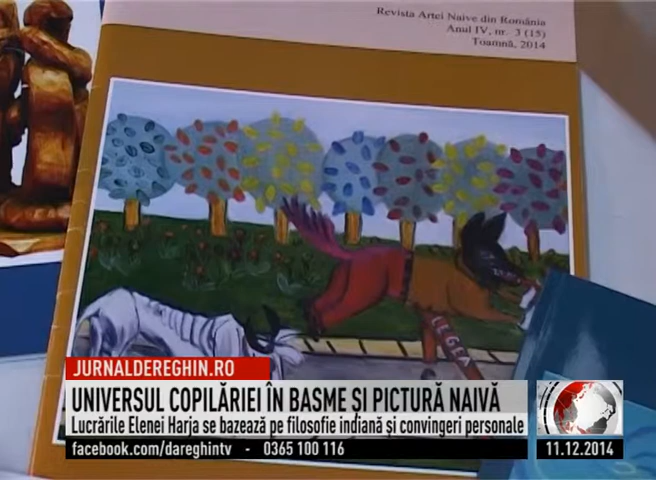 Revista Artei Naive din România
Anul IV, nr. 3 (15)
Toamnă, 2014
LEGEA
JURNALDEREGHIN.RO
UNIVERSUL COPILĂRIEI ÎN BASME ȘI PICTURĂ NAIVĂ
Lucrările Elenei Harja se bazează pe filosofie indiană și convingeri personale
facebook.com/dareghintv - 0365 100 116
11.12.2014